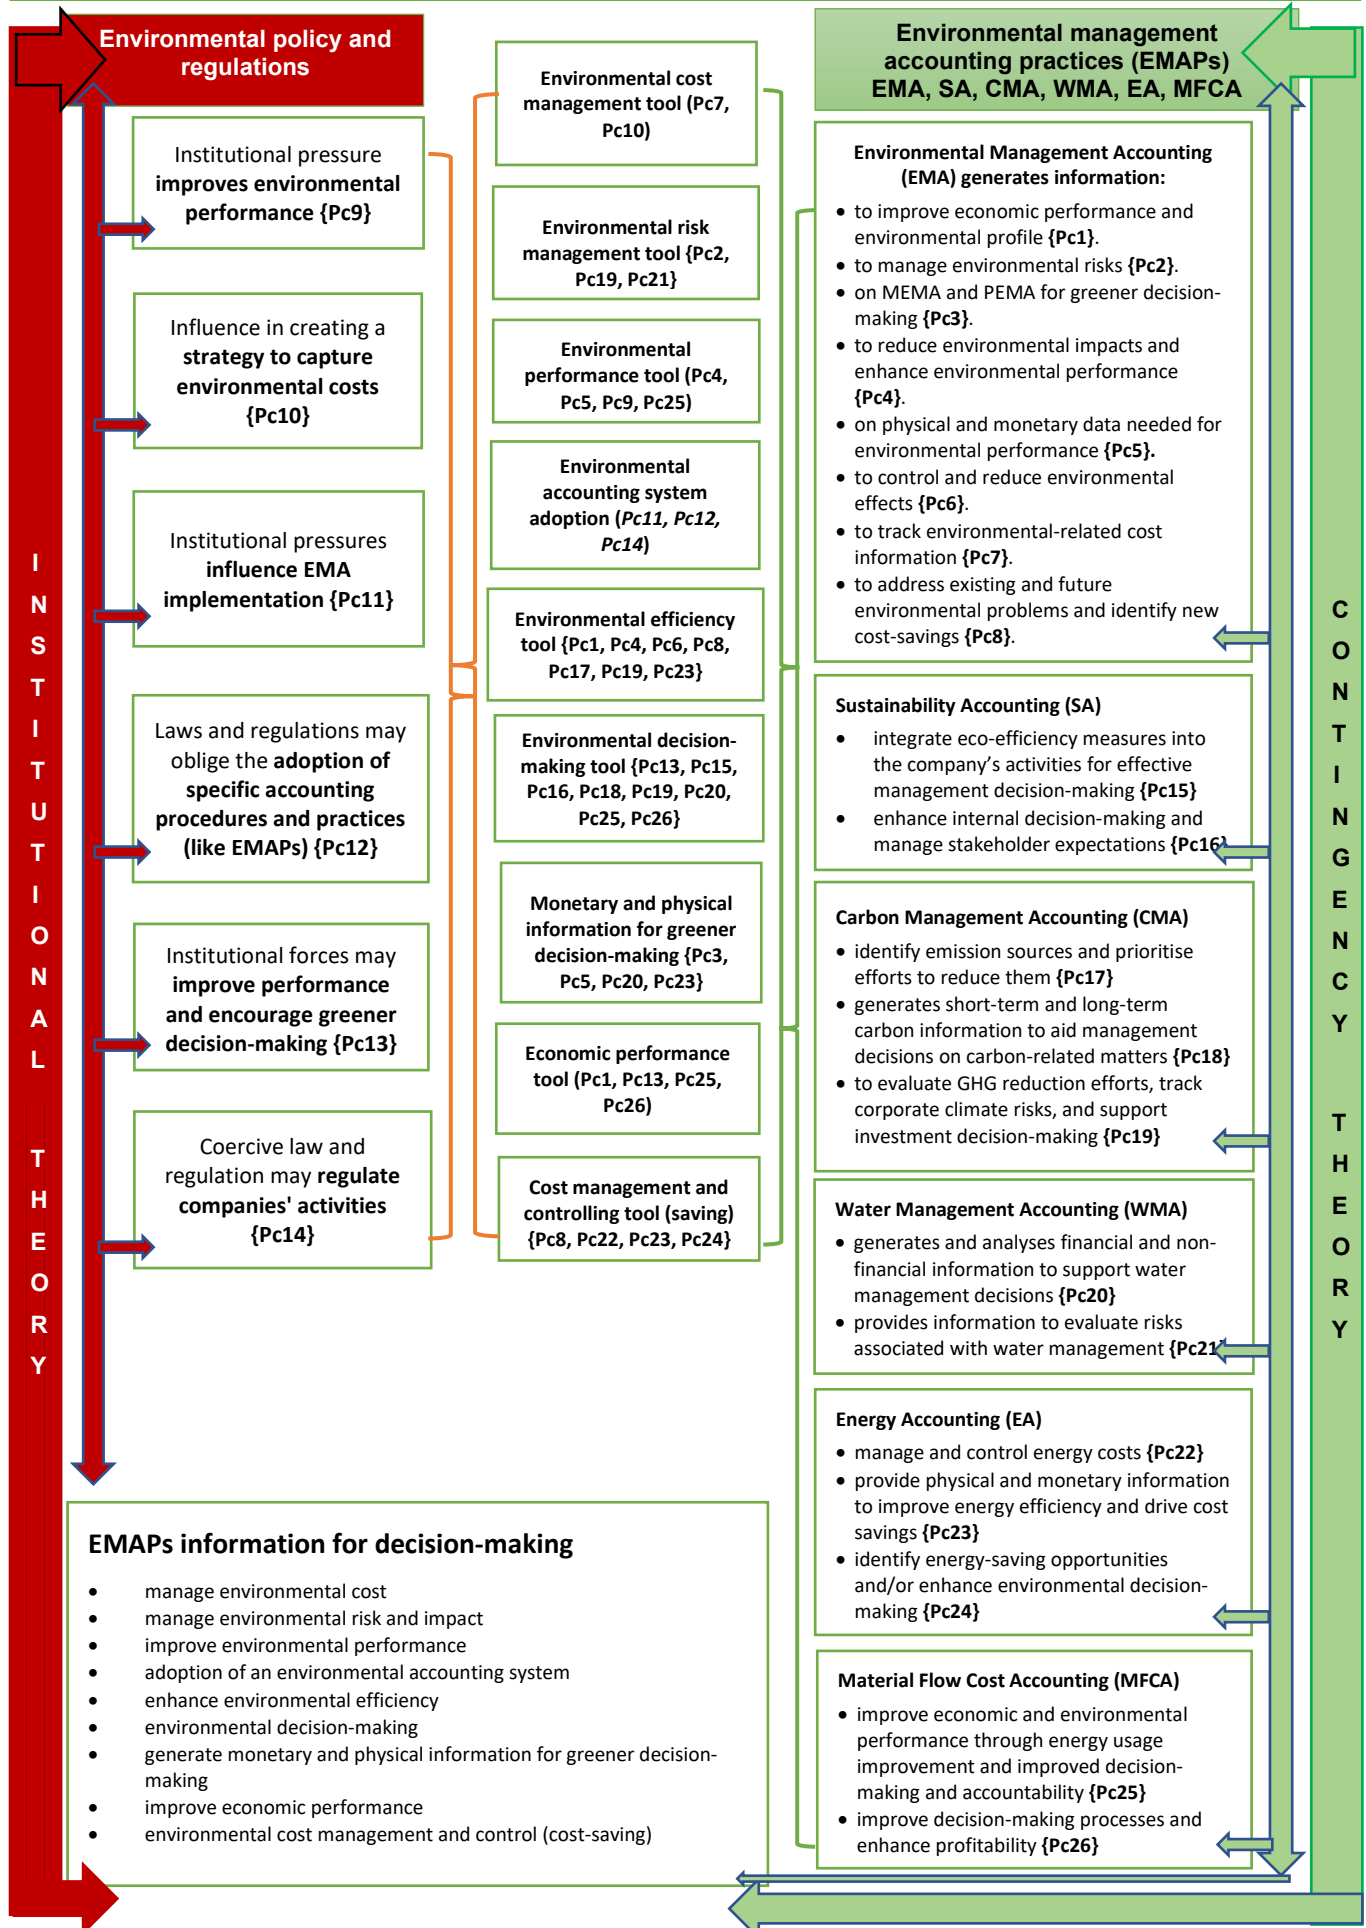 Environmental policy and
regulations
Institutional pressure
improves environmental
performance {Pc9}
Influence in creating a
strategy to capture
environmental costs
{Pc10}
Institutional pressures
influence EMA
implementation {Pc11}
Laws and regulations may
oblige the adoption of
specific accounting
procedures and practices
(like EMAPs) {Pc12}
Institutional forces may
improve performance
and encourage greener
decision-making {Pc13}
Coercive law and
regulation may regulate
companies' activities
{Pc14}
INSTITUTIONAL THEORY
Environmental cost
management tool (Pc7,
Pc10)
Environmental risk
management tool {Pc2,
Pc19, Pc21}
Environmental
performance tool (Pc4,
Pc5, Pc9, Pc25)
Environmental
accounting system
adoption (Pc11, Pc12,
Pc14)
Environmental efficiency
tool {Pc1, Pc4, Pc6, Pc8,
Pc17, Pc19, Pc23}
Environmental decision-
making tool {Pc13, Pc15,
Pc16, Pc18, Pc19, Pc20,
Pc25, Pc26}
Monetary and physical
information for greener
decision-making {Pc3,
Pc5, Pc20, Pc23}
Economic performance
tool (Pc1, Pc13, Pc25,
Pc26)
Cost management and
controlling tool (saving)
{Pc8, Pc22, Pc23, Pc24}
Environmental management
accounting practices (EMAPs)
EMA, SA, CMA, WMA, EA, MFCA
Environmental Management Accounting
(EMA) generates information:
• to improve economic performance and
environmental profile {Pc1}.
• to manage environmental risks {Pc2}.
• on MEMA and PEMA for greener decision-
making {Pc3}.
• to reduce environmental impacts and
enhance environmental performance
{Pc4}.
• on physical and monetary data needed for
environmental performance {Pc5}.
• to control and reduce environmental
effects {Pc6}.
• to track environmental-related cost
information {Pc7}.
• to address existing and future
environmental problems and identify new
cost-savings {Pc8}.
Sustainability Accounting (SA)
• integrate eco-efficiency measures into
the company’s activities for effective
management decision-making {Pc15}
• enhance internal decision-making and
manage stakeholder expectations {Pc16}
Carbon Management Accounting (CMA)
• identify emission sources and prioritise
efforts to reduce them {Pc17}
• generates short-term and long-term
carbon information to aid management
decisions on carbon-related matters {Pc18}
• to evaluate GHG reduction efforts, track
corporate climate risks, and support
investment decision-making {Pc19}
Water Management Accounting (WMA)
• generates and analyses financial and non-
financial information to support water
management decisions {Pc20}
• provides information to evaluate risks
associated with water management {Pc21}
Energy Accounting (EA)
• manage and control energy costs {Pc22}
• provide physical and monetary information
to improve energy efficiency and drive cost
savings {Pc23}
• identify energy-saving opportunities
and/or enhance environmental decision-
making {Pc24}
Material Flow Cost Accounting (MFCA)
• improve economic and environmental
performance through energy usage
improvement and improved decision-
making and accountability {Pc25}
• improve decision-making processes and
enhance profitability {Pc26}
CONTINGENCY THEORY
EMAPs information for decision-making
• manage environmental cost
• manage environmental risk and impact
• improve environmental performance
• adoption of an environmental accounting system
• enhance environmental efficiency
• environmental decision-making
• generate monetary and physical information for greener decision-
making
• improve economic performance
• environmental cost management and control (cost-saving)